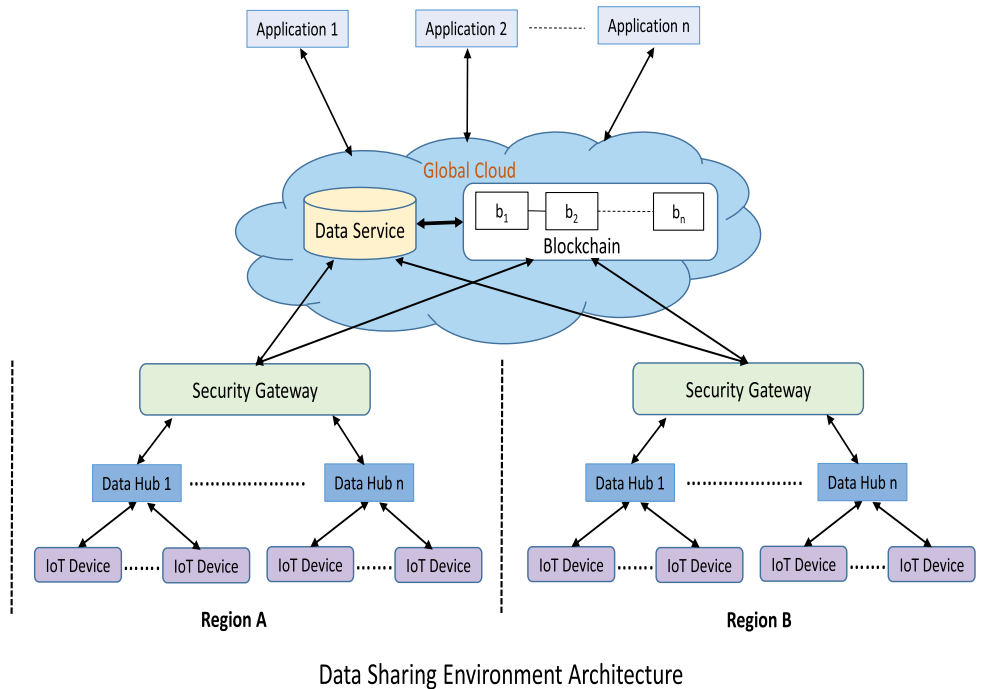 Application 1
Application 2
Application n
Global Cloud
Data Service
b1
b2
bn
Blockchain
Security Gateway
Security Gateway
Data Hub 1
Data Hub n
Data Hub 1
Data Hub n
IoT Device
IoT Device
IoT Device
IoT Device
IoT Device
IoT Device
IoT Device
IoT Device
Region A
Region B
Data Sharing Environment Architecture